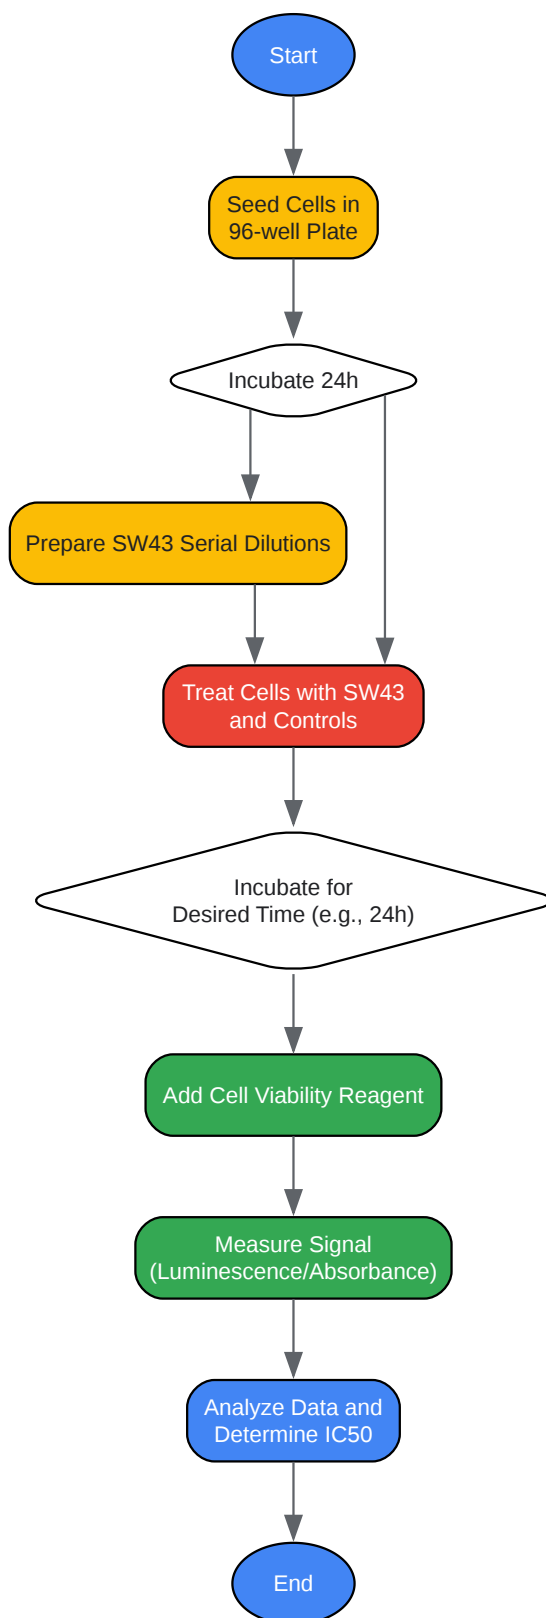 Start
Seed Cells in
96-well Plate
Incubate 24h
Prepare SW43 Serial Dilutions
Treat Cells with SW43
and Controls
Incubate for
Desired Time (e.g., 24h)
Add Cell Viability Reagent
Measure Signal
(Luminescence/Absorbance)
Analyze Data and
Determine IC50
End